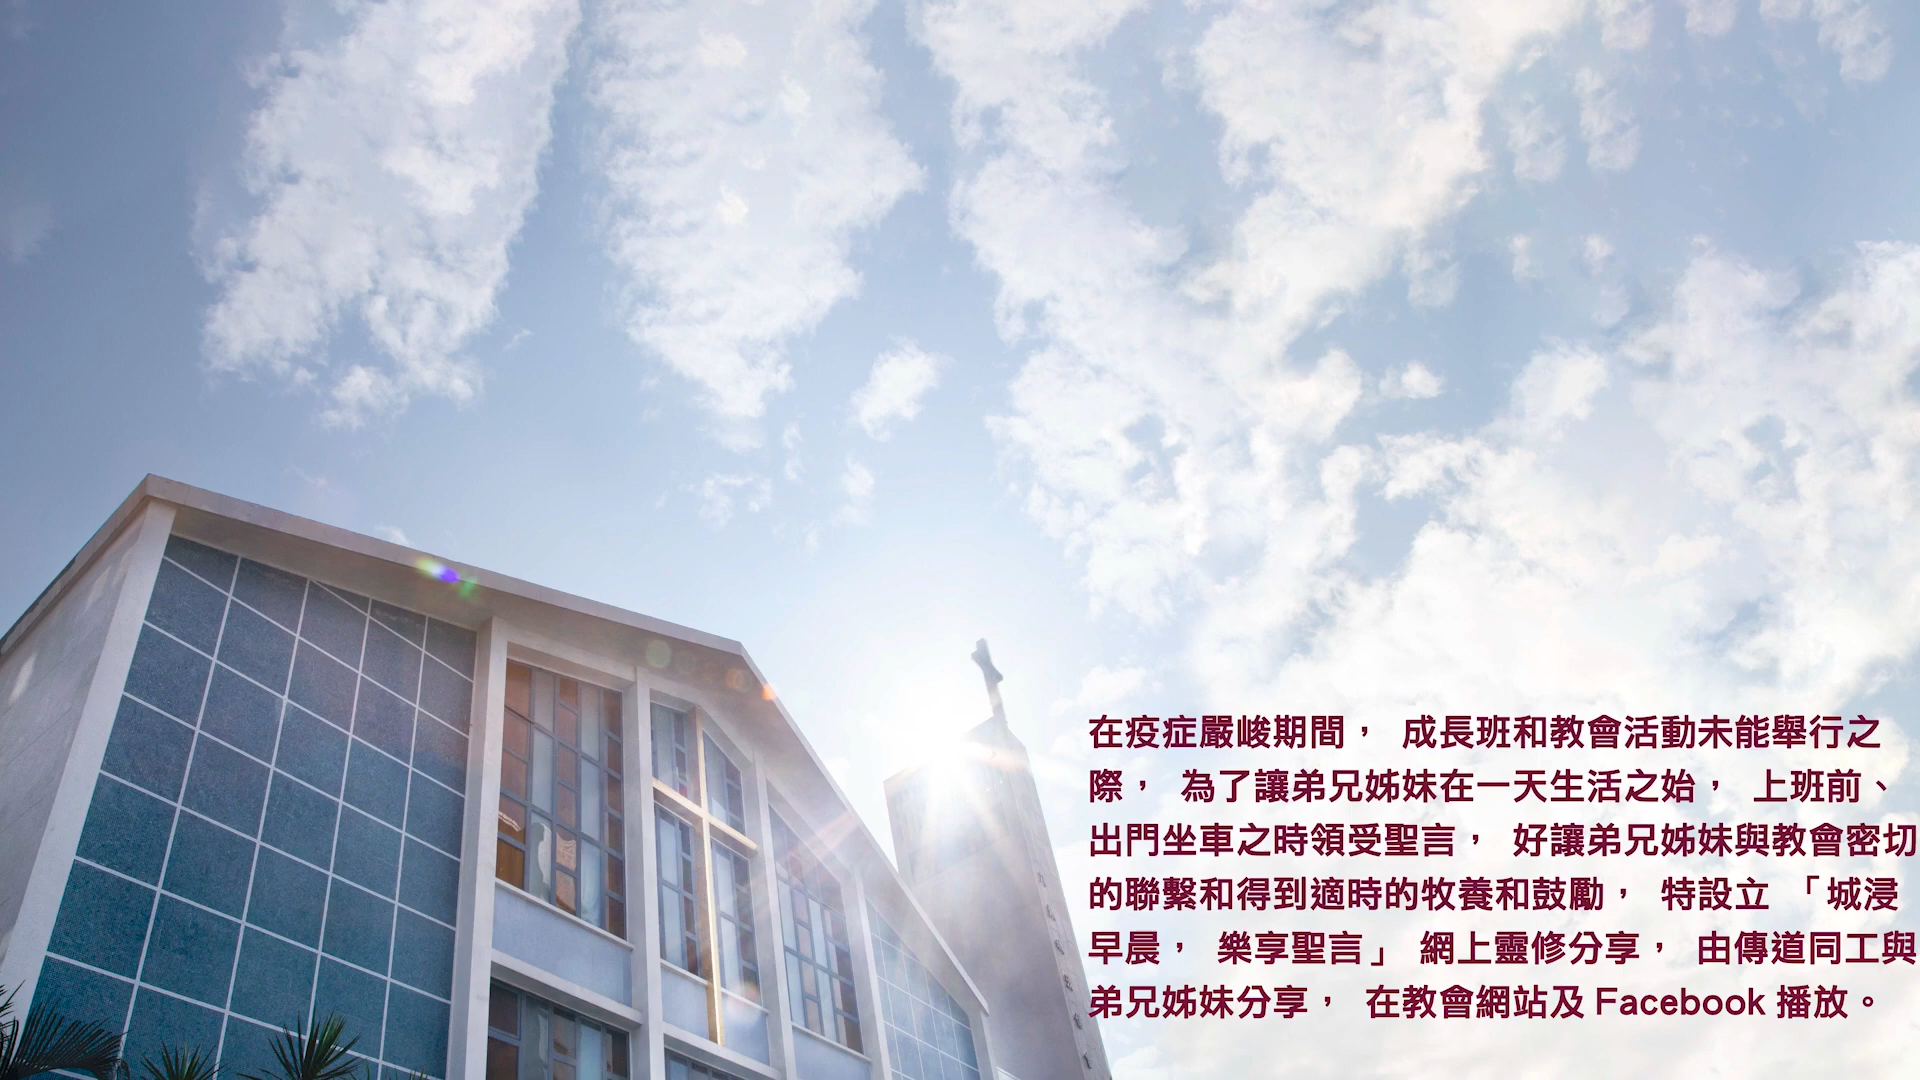 在疫症嚴峻期間， 成長班和教會活動未能舉行之
際， 為了讓弟兄姊妹在一天生活之始， 上班前、
出門坐車之時領受聖言， 好讓弟兄姊妹與教會密切
的聯繫和得到適時的牧養和鼓勵， 特設立 「城浸
早晨， 樂享聖言」 網上靈修分享， 由傳道同工與
弟兄姊妹分享， 在教會網站及 Facebook 播放。